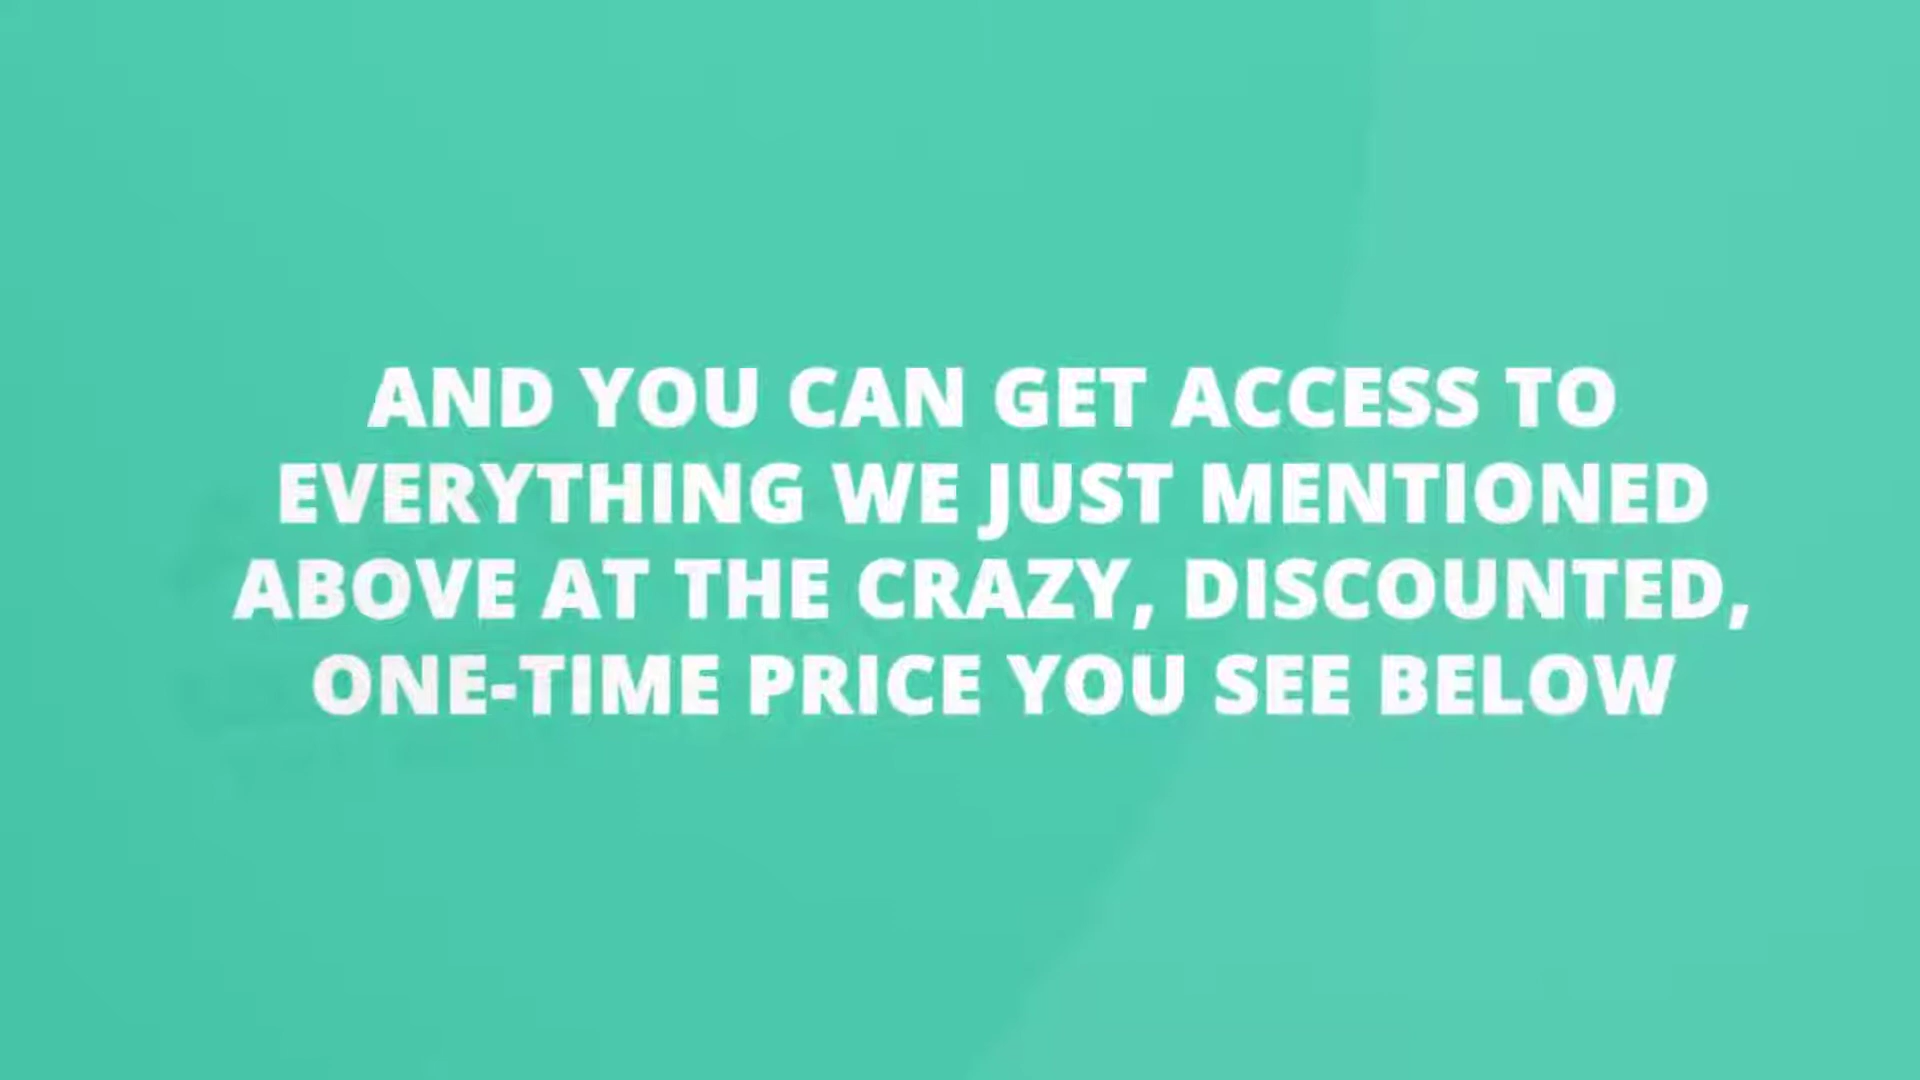 AND YOU CAN GET ACCESS TO
EVERYTHING WE JUST MENTIONED
ABOVE AT THE CRAZY, DISCOUNTED,
ONE-TIME PRICE YOU SEE BELOW